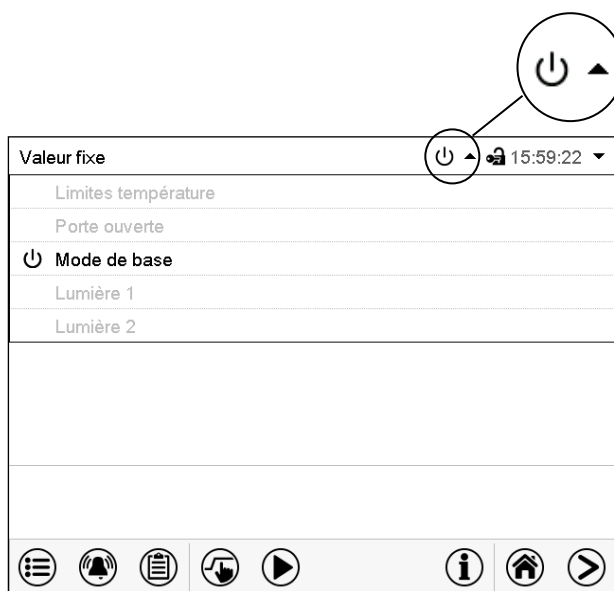 Valeur fixe 15:59:22
Limites température
Porte ouverte
Mode de base
Lumière 1
Lumière 2